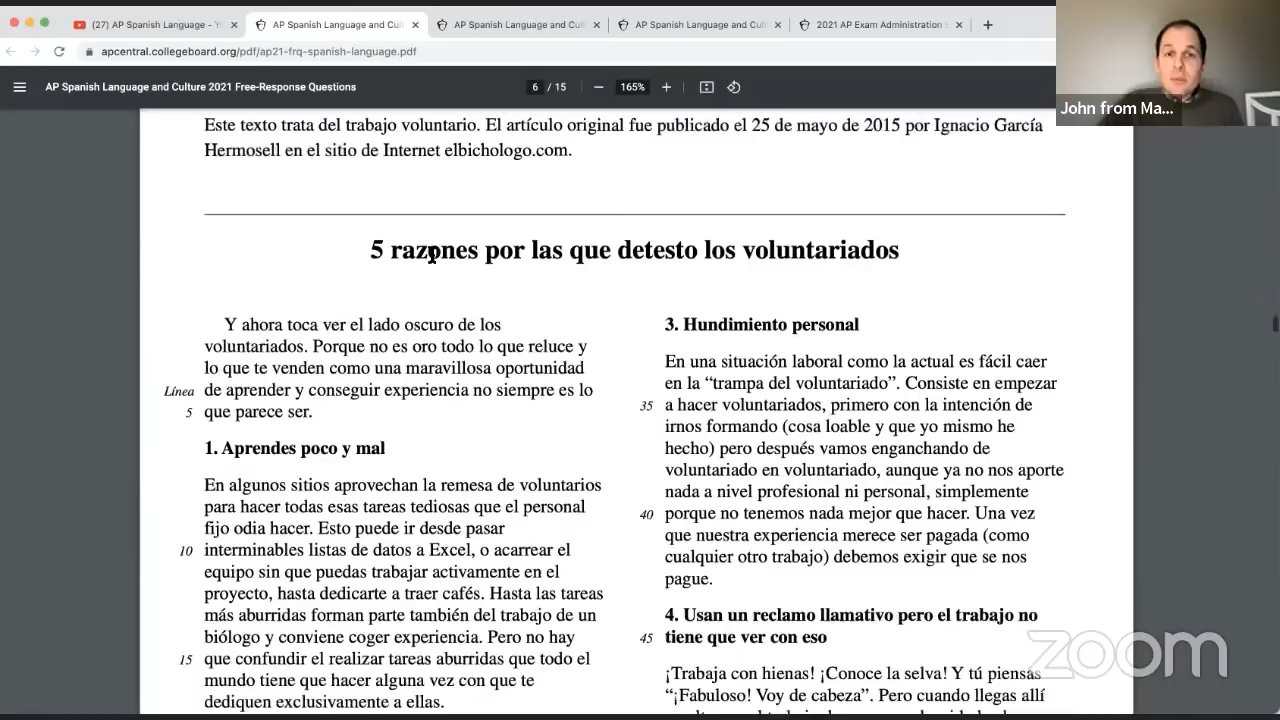 (27) AP Spanish Language – Yo
AP Spanish Language and Cultur
AP Spanish Language and Cult
AP Spanish Language and Cult
2021 AP Exam Administration
apcentral.collegeboard.org/pdf/ap21-frq-spanish-language.pdf
AP Spanish Language and Culture 2021 Free-Response Questions
6 / 15
165%
John from Ma...
Este texto trata del trabajo voluntario. El artículo original fue publicado el 25 de mayo de 2015 por Ignacio García
Hermosell en el sitio de Internet elbichologo.com.
5 razones por las que detesto los voluntariados
Y ahora toca ver el lado oscuro de los
voluntariados. Porque no es oro todo lo que reluce y
lo que te venden como una maravillosa oportunidad
Línea de aprender y conseguir experiencia no siempre es lo
5 que parece ser.
1. Aprendes poco y mal
En algunos sitios aprovechan la remesa de voluntarios
para hacer todas esas tareas tediosas que el personal
fijo odia hacer. Esto puede ir desde pasar
10 interminables listas de datos a Excel, o acarrear el
equipo sin que puedas trabajar activamente en el
proyecto, hasta dedicarte a traer cafés. Hasta las tareas
más aburridas forman parte también del trabajo de un
biólogo y conviene coger experiencia. Pero no hay
15 que confundir el realizar tareas aburridas que todo el
mundo tiene que hacer alguna vez con que te
dediquen exclusivamente a ellas.
3. Hundimiento personal
En una situación laboral como la actual es fácil caer
en la “trampa del voluntariado”. Consiste en empezar
35 a hacer voluntariados, primero con la intención de
irnos formando (cosa loable y que yo mismo he
hecho) pero después vamos enganchando de
voluntariado en voluntariado, aunque ya no nos aporte
nada a nivel profesional ni personal, simplemente
40 porque no tenemos nada mejor que hacer. Una vez
que nuestra experiencia merece ser pagada (como
cualquier otro trabajo) debemos exigir que se nos
pague.
4. Usan un reclamo llamativo pero el trabajo no
45 tiene que ver con eso
¡Trabaja con hienas! ¡Conoce la selva! Y tú piensas
“¡Fabuloso! Voy de cabeza”. Pero cuando llegas allí
zoom